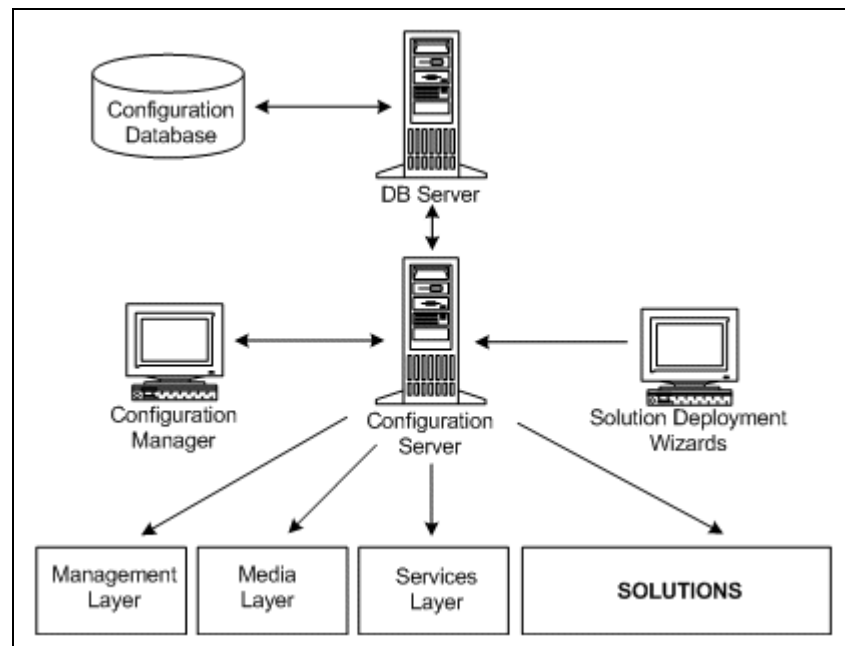 Configuration
Database
DB Server
Configuration
Manager
Configuration
Server
Solution Deployment
Wizards
Management
Layer
Media
Layer
Services
Layer
SOLUTIONS